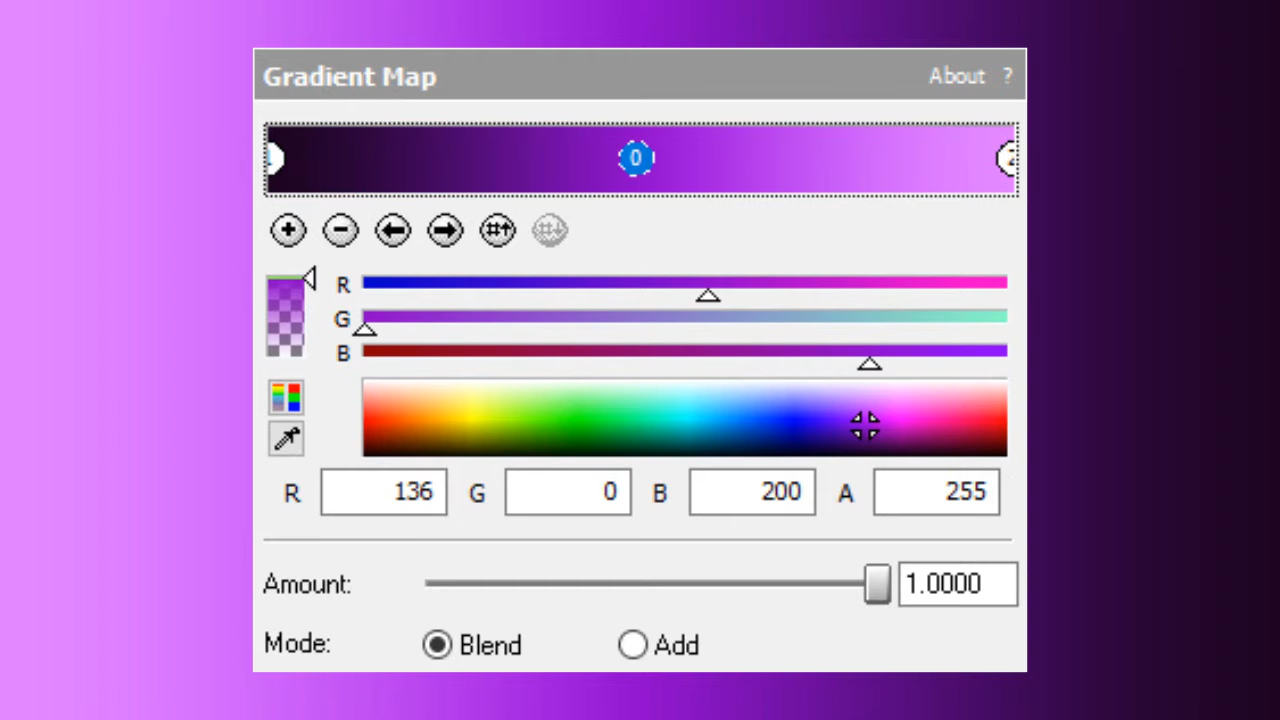 Gradient Map About ?
0
R
G
B
R 136 G 0 B 200 A 255
Amount: 1.0000
Mode: Blend Add